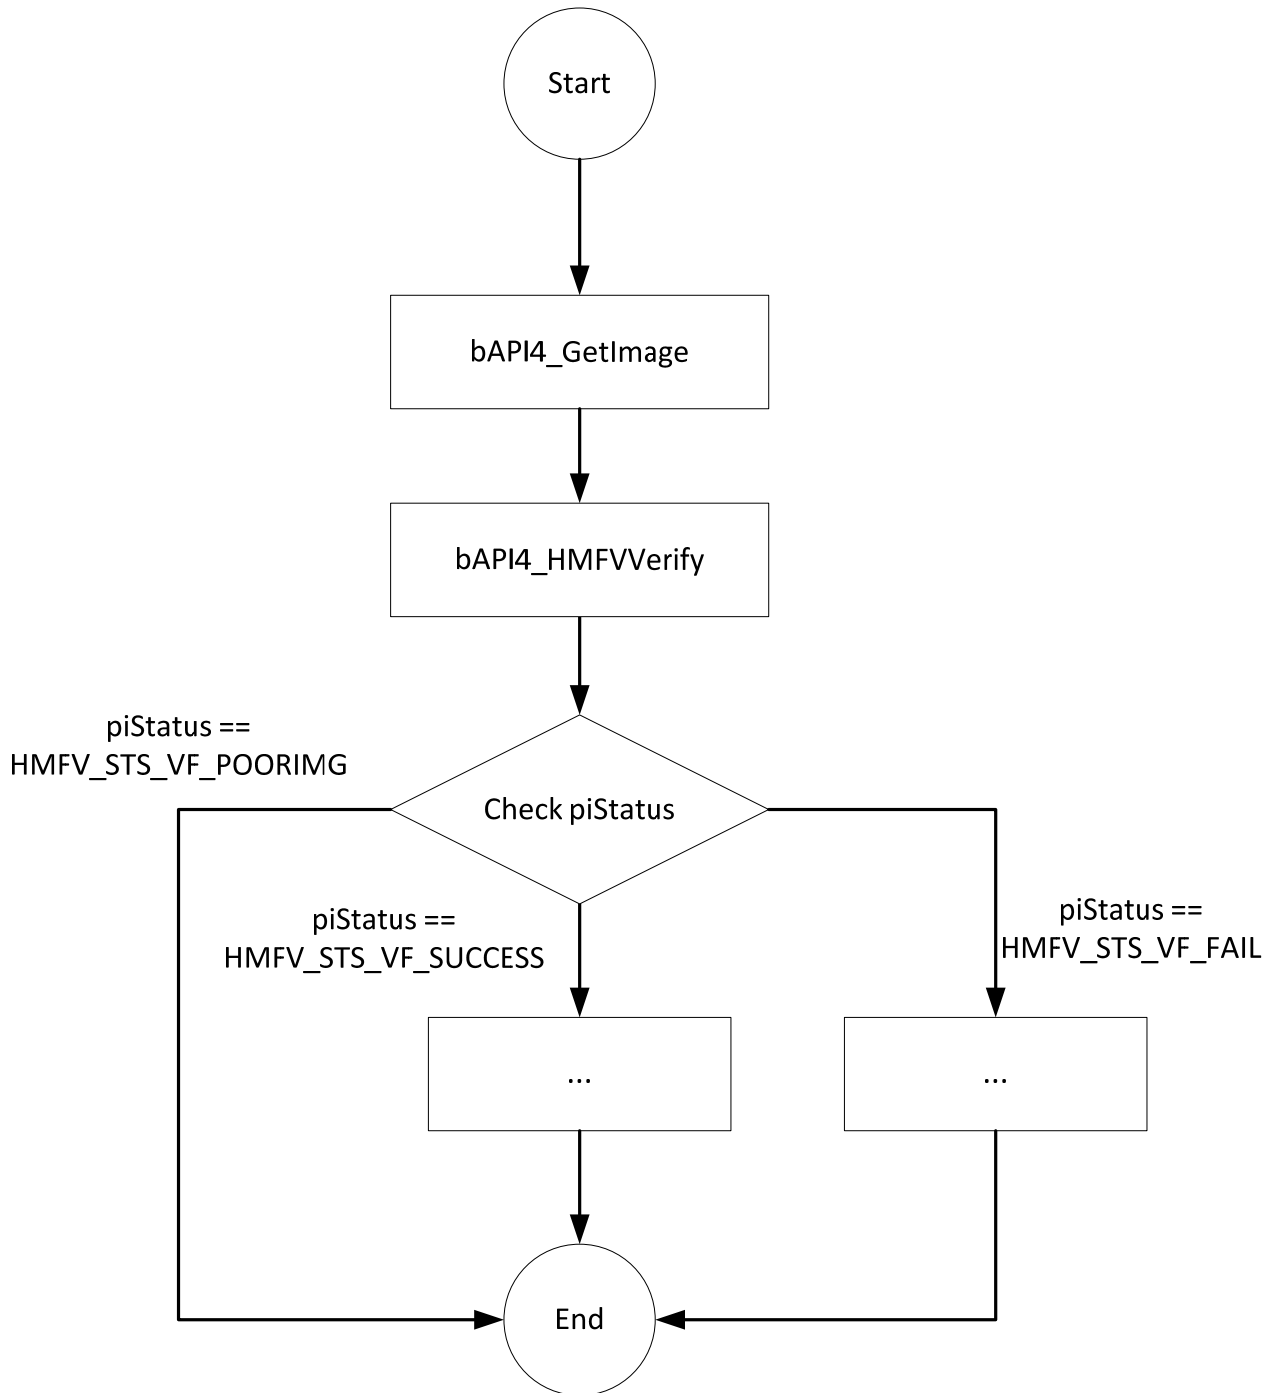 Start
bAPI4_GetImage
bAPI4_HMFVVerify
piStatus ==
HMFV_STS_VF_POORIMG
Check piStatus
piStatus ==
HMFV_STS_VF_SUCCESS
piStatus ==
HMFV_STS_VF_FAIL
...
...
End